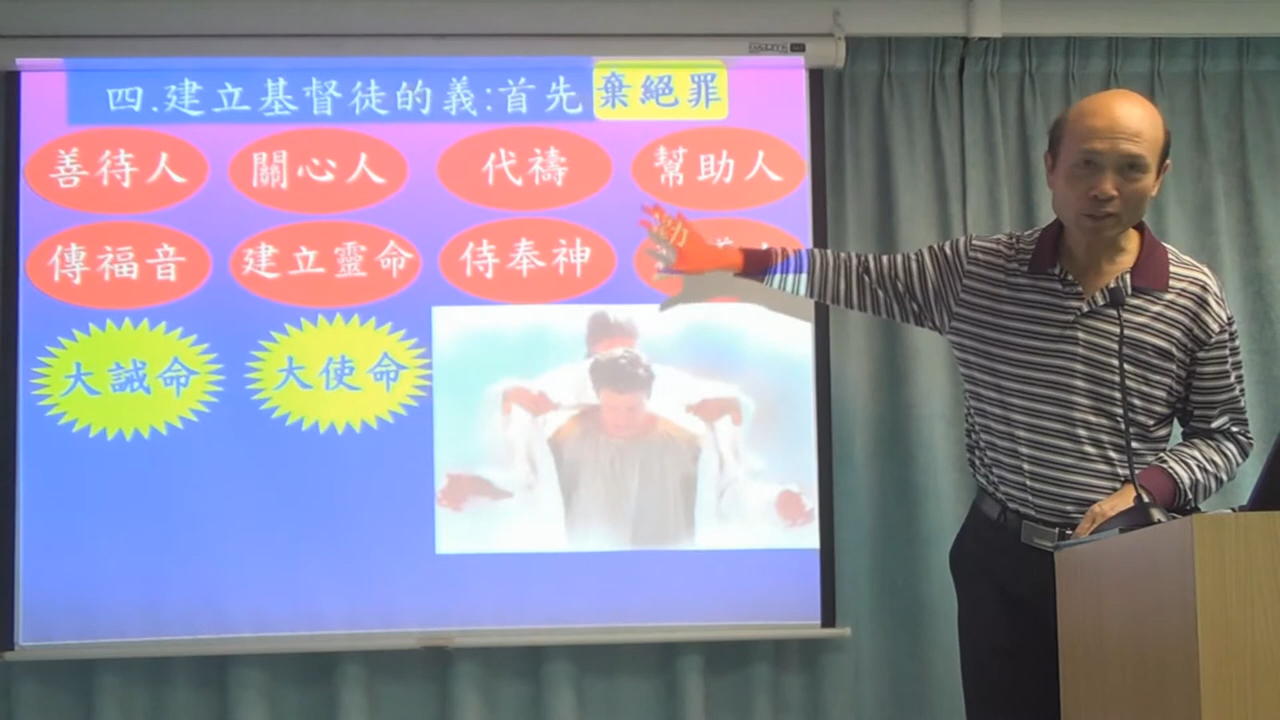 四.建立基督徒的義:首先棄絕罪
善待人 關心人 代禱 幫助人
傳福音 建立靈命 侍奉神
大誡命 大使命